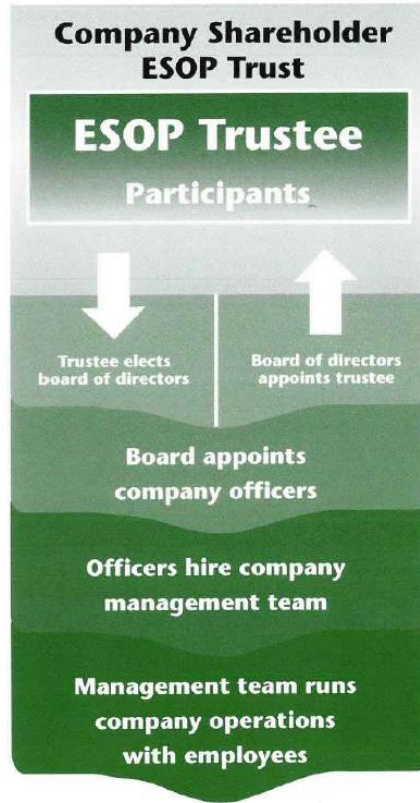 Company Shareholder
ESOP Trust
ESOP Trustee
Participants
Trustee elects
board of directors
Board of directors
appoints trustee
Board appoints
company officers
Officers hire company
management team
Management team runs
company operations
with employees